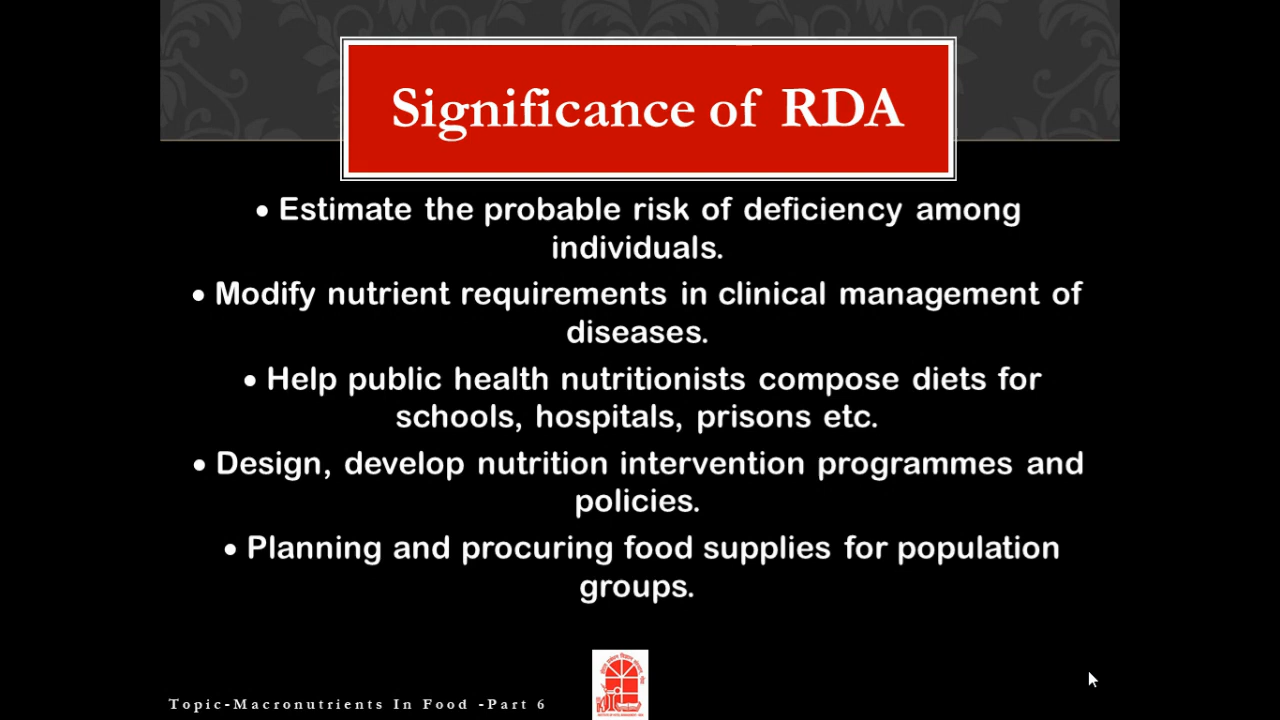 Significance of RDA
• Estimate the probable risk of deficiency among
individuals.
• Modify nutrient requirements in clinical management of
diseases.
• Help public health nutritionists compose diets for
schools, hospitals, prisons etc.
• Design, develop nutrition intervention programmes and
policies.
• Planning and procuring food supplies for population
groups.
Topic-Macronutrients In Food -Part 6